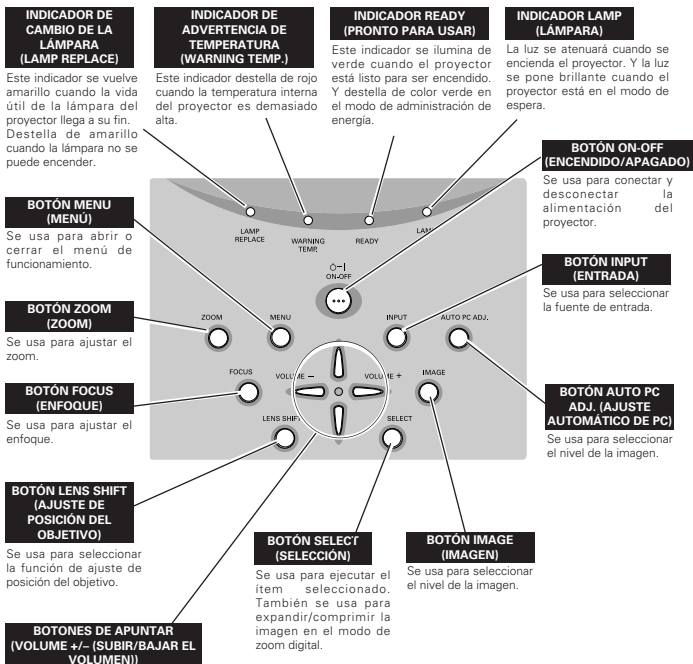 INDICADOR DE
CAMBIO DE LA
LÁMPARA
(LAMP REPLACE)
Este indicador se vuelve
amarillo cuando la vida
útil de la lámpara del
proyector llega a su fin.
Destella de amarillo
cuando la lámpara no se
puede encender.
INDICADOR DE
ADVERTENCIA DE
TEMPERATURA
(WARNING TEMP.)
Este indicador destella de rojo
cuando la temperatura interna
del proyector es demasiado
alta.
INDICADOR READY
(PRONTO PARA USAR)
Este indicador se ilumina de
verde cuando el proyector
está listo para ser encendido.
Y destella de color verde en
el modo de administración de
energía.
INDICADOR LAMP
(LÁMPARA)
La luz se atenuará cuando se
encienda el proyector. Y la luz
se pone brillante cuando el
proyector está en el modo de
espera.
BOTÓN ON-OFF
(ENCENDIDO/APAGADO)
Se usa para conectar y
desconectar la
alimentación del
proyector.
BOTÓN MENU
(MENÚ)
Se usa para abrir o
cerrar el menú de
funcionamiento.
BOTÓN INPUT
(ENTRADA)
Se usa para seleccionar
la fuente de entrada.
BOTÓN ZOOM
(ZOOM)
Se usa para ajustar el
zoom.
BOTÓN FOCUS
(ENFOQUE)
Se usa para ajustar el
enfoque.
BOTÓN AUTO PC
ADJ. (AJUSTE
AUTOMÁTICO DE PC)
Se usa para seleccionar
el nivel de la imagen.
LAMP
REPLACE
WARNING
TEMP.
READY
LAMP
ON-OFF
ZOOM
MENU
INPUT
AUTO PC ADJ.
FOCUS
VOLUME –
VOLUME +
IMAGE
LENS SHIFT
SELECT
BOTÓN LENS SHIFT
(AJUSTE DE
POSICIÓN DEL
OBJETIVO)
Se usa para seleccionar
la función de ajuste de
posición del objetivo.
BOTÓN SELECT
(SELECCIÓN)
Se usa para ejecutar el
ítem seleccionado.
También se usa para
expandir/comprimir la
imagen en el modo de
zoom digital.
BOTÓN IMAGE
(IMAGEN)
Se usa para seleccionar
el nivel de la imagen.
BOTONES DE APUNTAR
(VOLUME +/– (SUBIR/BAJAR EL
VOLUMEN))